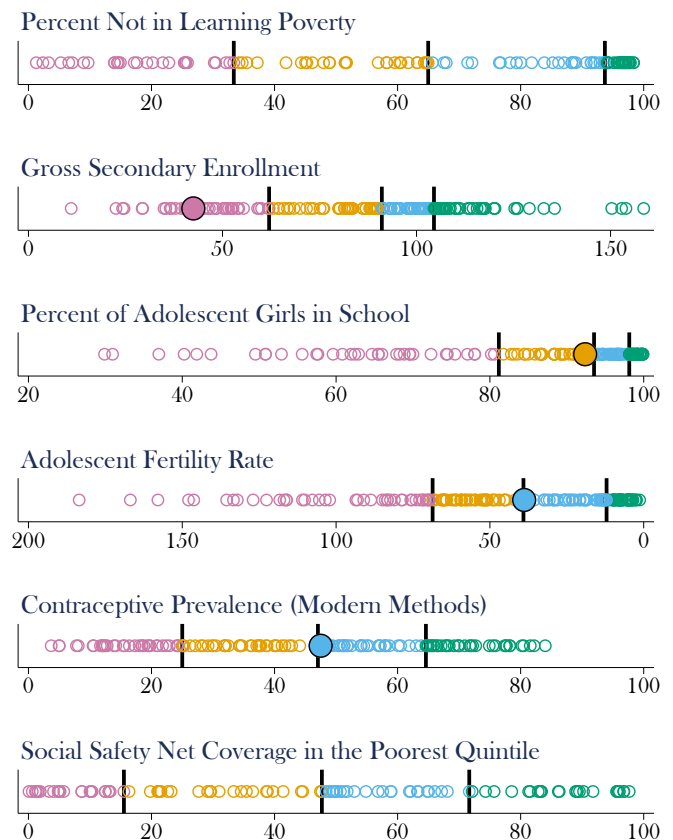 Percent Not in Learning Poverty
0 20 40 60 80 100
Gross Secondary Enrollment
0 50 100 150
Percent of Adolescent Girls in School
20 40 60 80 100
Adolescent Fertility Rate
200 150 100 50 0
Contraceptive Prevalence (Modern Methods)
0 20 40 60 80 100
Social Safety Net Coverage in the Poorest Quintile
0 20 40 60 80 100